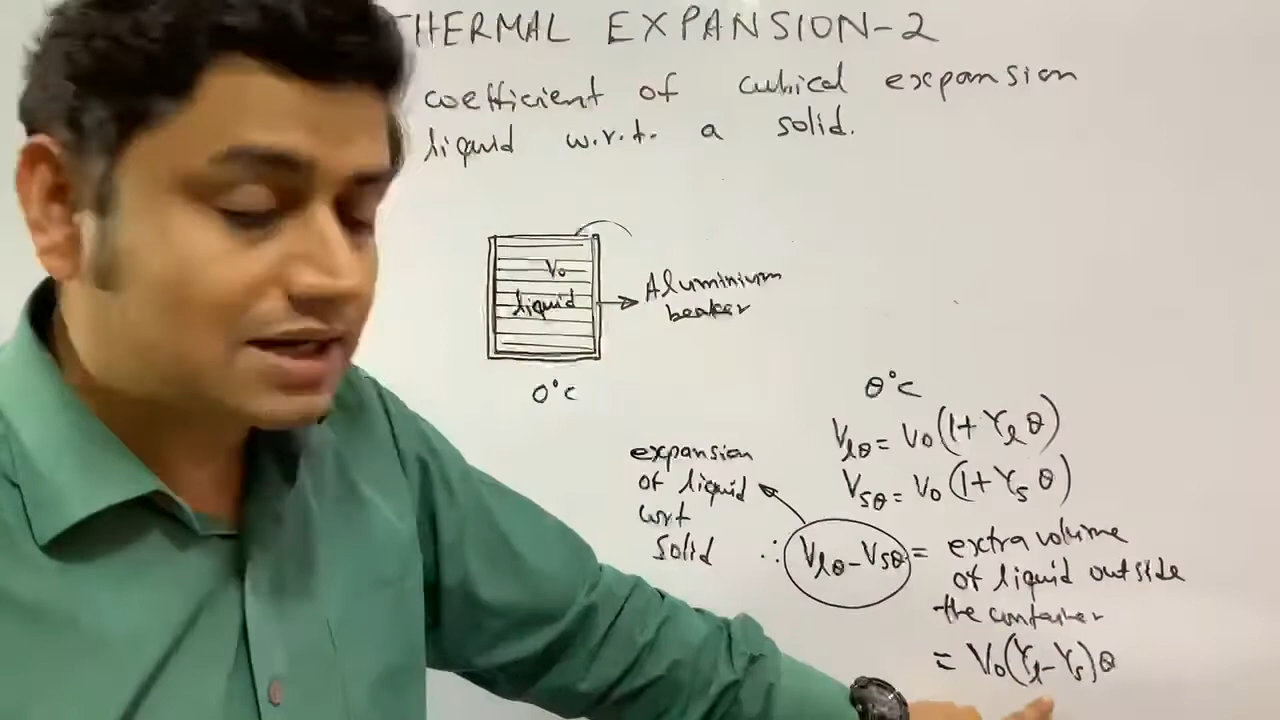 THERMAL EXPANSION-2
coefficient of cubical expansion
liquid w.r.t. a solid.
V₀
liquid
Aluminium
beaker
0°C
θ°C
Vₗθ = V₀(1+γₗθ)
Vₛθ = V₀(1+γₛθ)
expansion
of liquid
wrt
solid
∴ Vₗθ-Vₛθ = extra volume
of liquid outside
the container
= V₀(γₗ-γₛ)θ